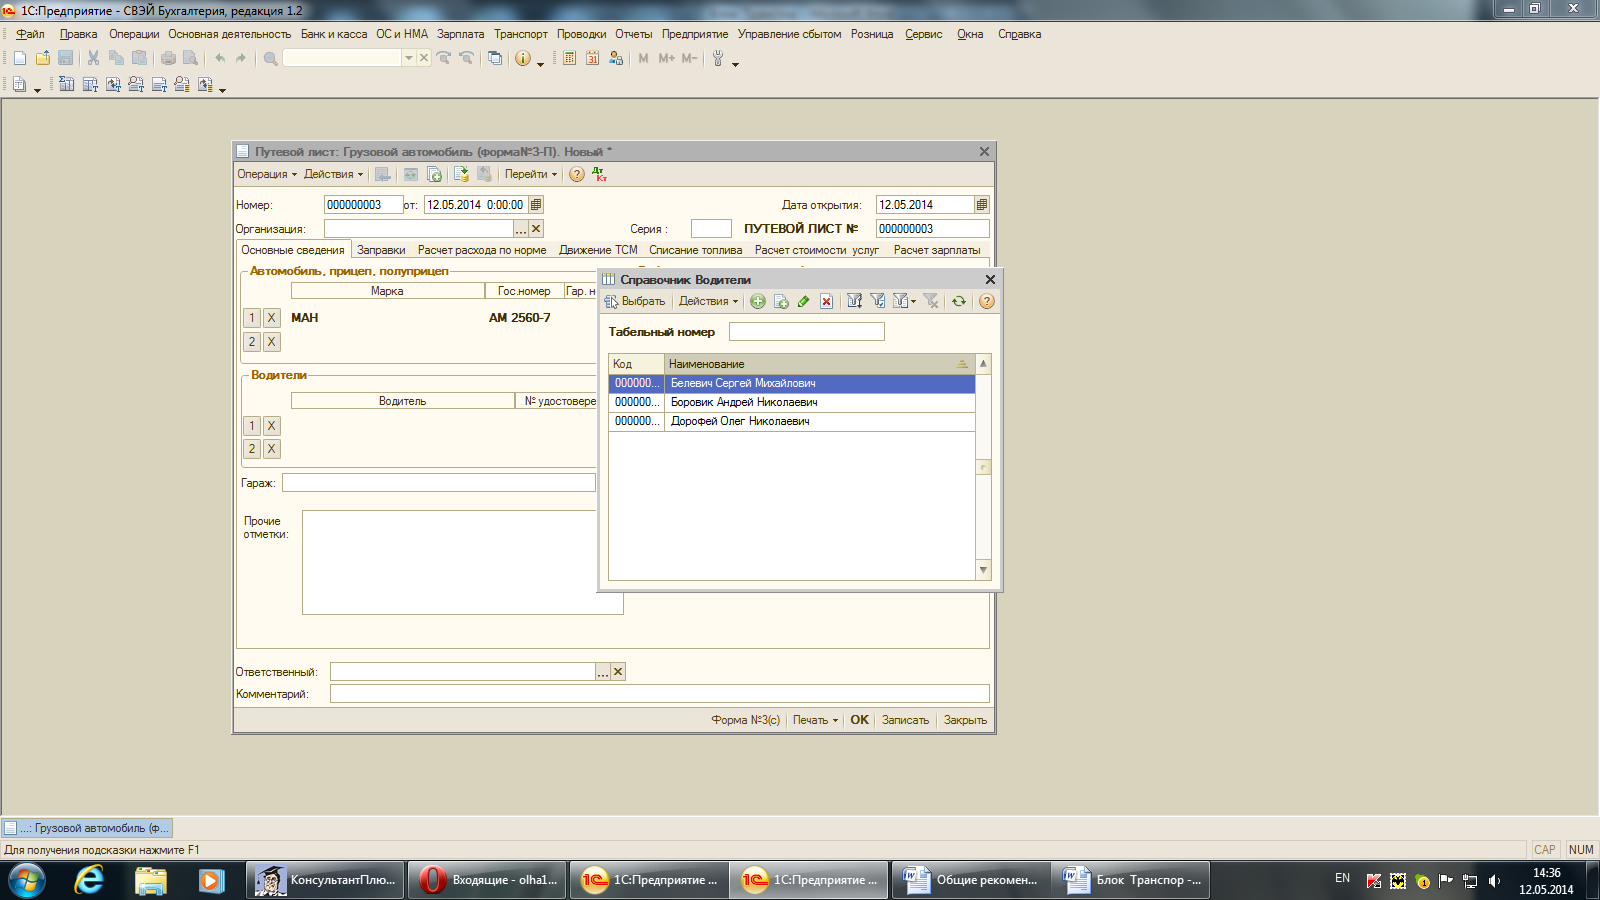 1С:Предприятие - СВЭЙ Бухгалтерия, редакция 1.2
Файл Правка Операции Основная деятельность Банк и касса ОС и НМА Зарплата Транспорт Проводки Отчеты Предприятие Управление сбытом Розница Сервис Окна Справка
М М+ М-
Путевой лист: Грузовой автомобиль (форма№3-П). Новый *
Операция Действия Перейти Дт Кт
Номер: 000000003 от: 12.05.2014 0:00:00 Дата открытия: 12.05.2014
Организация: ... Серия : ПУТЕВОЙ ЛИСТ № 000000003
Основные сведения Заправки Расчет расхода по норме Движение ТСМ Списание топлива Расчет стоимости услуг Расчет зарплаты
Автомобиль, прицеп, полуприцеп
Марка Гос.номер Гар. н
1 X МАН АМ 2560-7
2 X
Водители
Водитель № удостовере
1 X
2 X
Гараж:
Прочие
отметки:
Ответственный: ...
Комментарий:
Форма №3(с) Печать OK Записать Закрыть
Справочник Водители
Выбрать Действия
Табельный номер
Код Наименование
000000... Белевич Сергей Михайлович
000000... Боровик Андрей Николаевич
000000... Дорофей Олег Николаевич
...: Грузовой автомобиль (ф...
Для получения подсказки нажмите F1
CAP NUM
КонсультантПлю... Входящие - olha1... 1С:Предприятие ... 1С:Предприятие ... Общие рекомен... Блок Транспор -...
EN
14:36
12.05.2014